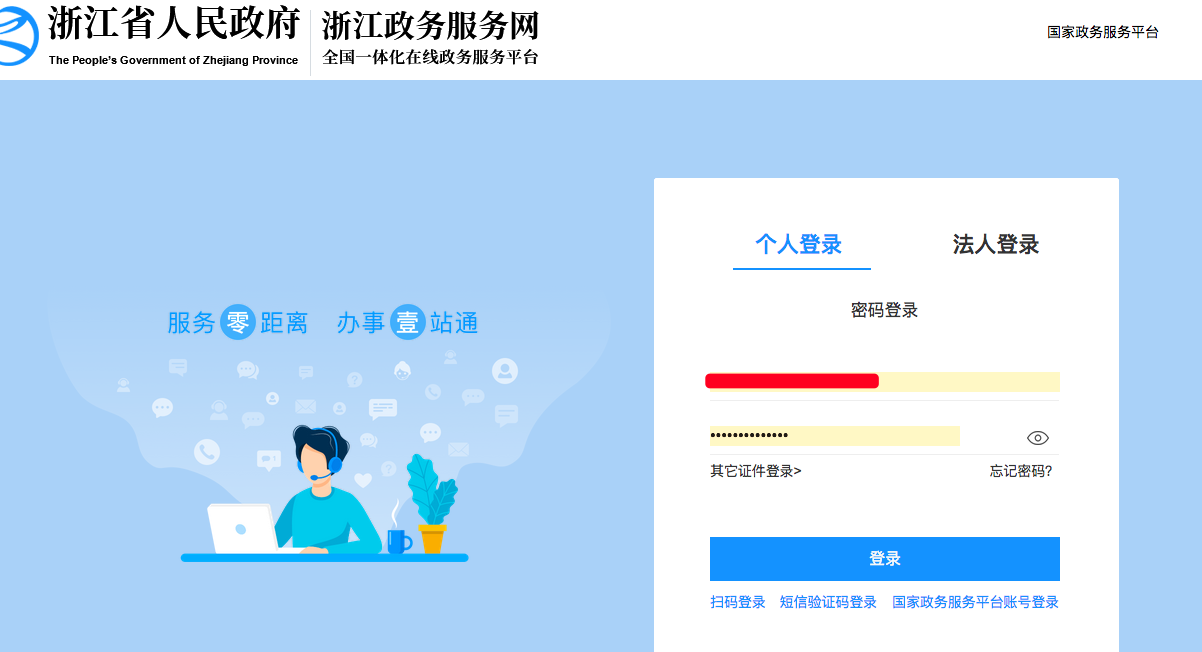 浙江省人民政府
The People's Government of Zhejiang Province
浙江政务服务网
全国一体化在线政务服务平台
国家政务服务平台
服务零距离 办事壹站通
个人登录 法人登录
密码登录
••••••••••••••
其它证件登录> 忘记密码?
登录
扫码登录 短信验证码登录 国家政务服务平台账号登录